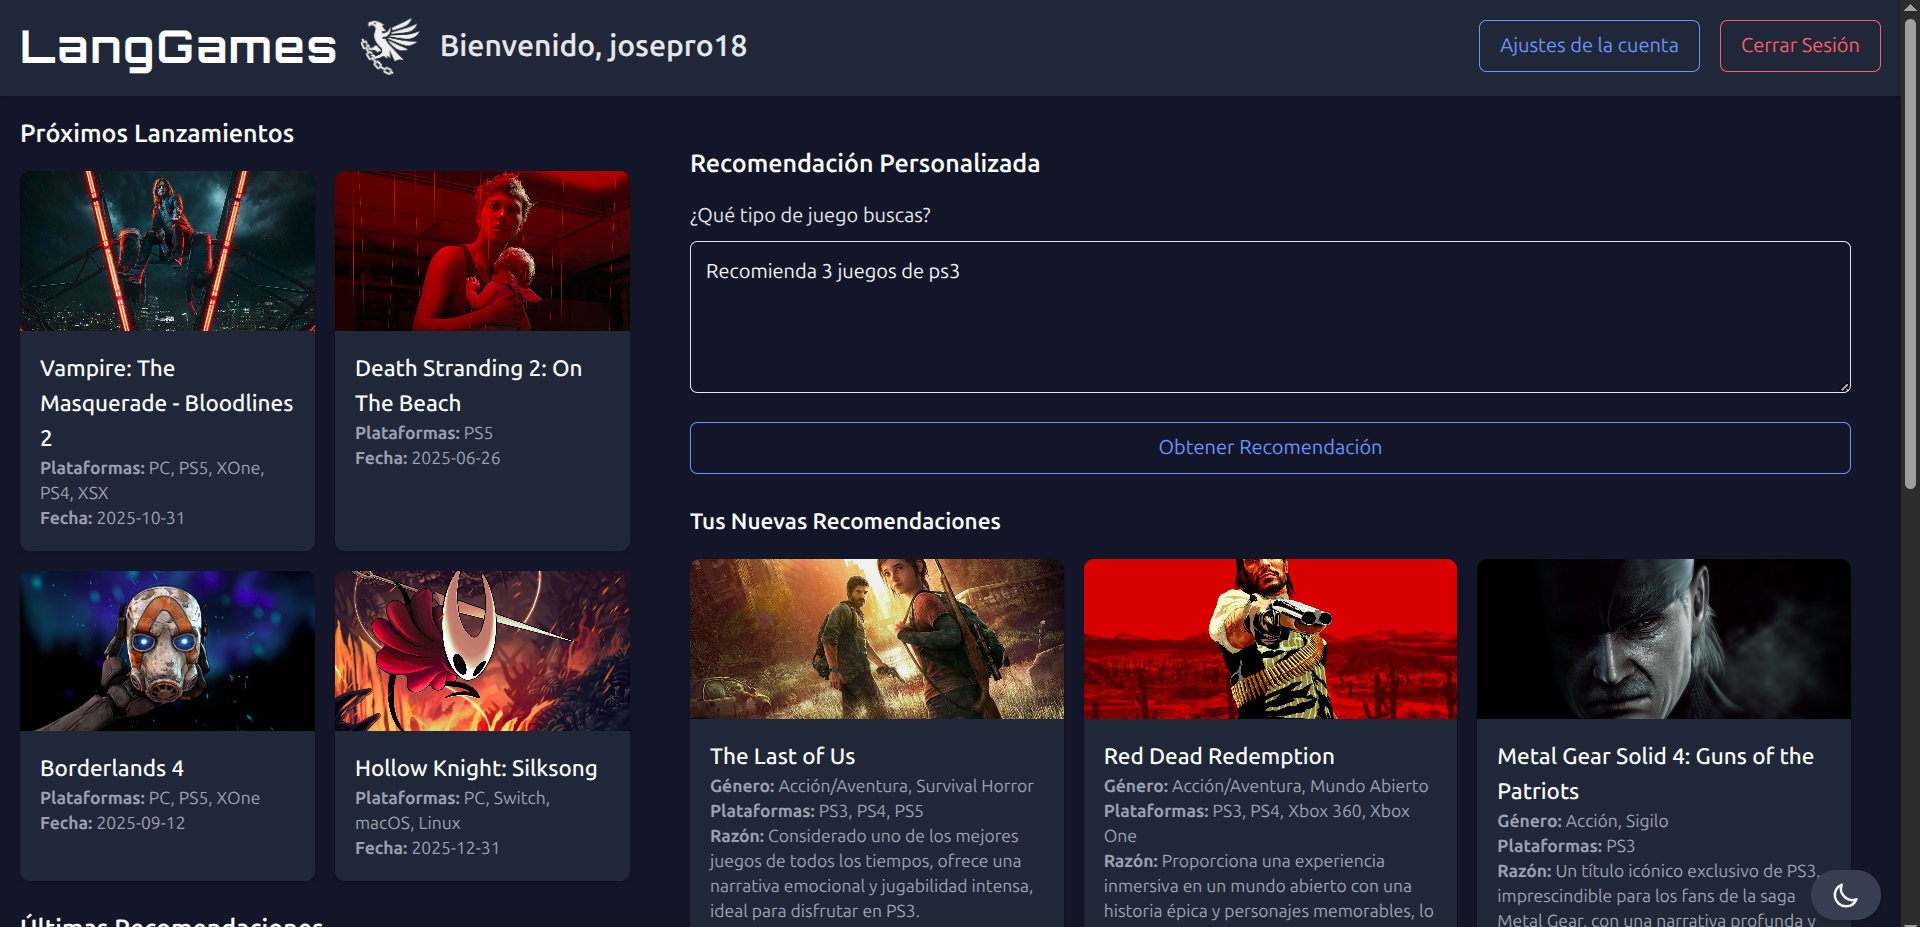 LangGames
Bienvenido, josepro18
Ajustes de la cuenta
Cerrar Sesión
Próximos Lanzamientos
Vampire: The
Masquerade - Bloodlines
2
Plataformas: PC, PS5, XOne,
PS4, XSX
Fecha: 2025-10-31
Death Stranding 2: On
The Beach
Plataformas: PS5
Fecha: 2025-06-26
Borderlands 4
Plataformas: PC, PS5, XOne
Fecha: 2025-09-12
Hollow Knight: Silksong
Plataformas: PC, Switch,
macOS, Linux
Fecha: 2025-12-31
Últimas Recomendaciones
Recomendación Personalizada
¿Qué tipo de juego buscas?
Recomienda 3 juegos de ps3
Obtener Recomendación
Tus Nuevas Recomendaciones
The Last of Us
Género: Acción/Aventura, Survival Horror
Plataformas: PS3, PS4, PS5
Razón: Considerado uno de los mejores
juegos de todos los tiempos, ofrece una
narrativa emocional y jugabilidad intensa,
ideal para disfrutar en PS3.
Red Dead Redemption
Género: Acción/Aventura, Mundo Abierto
Plataformas: PS3, PS4, Xbox 360, Xbox
One
Razón: Proporciona una experiencia
inmersiva en un mundo abierto con una
historia épica y personajes memorables, lo
Metal Gear Solid 4: Guns of the
Patriots
Género: Acción, Sigilo
Plataformas: PS3
Razón: Un título icónico exclusivo de PS3,
imprescindible para los fans de la saga
Metal Gear, con una narrativa profunda y